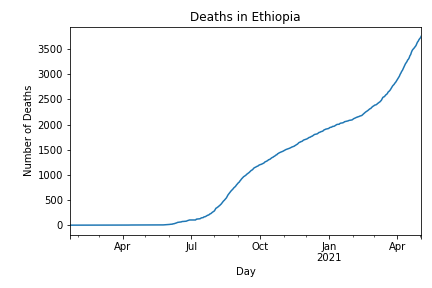 Deaths in Ethiopia
3500
3000
2500
2000
1500
1000
500
0
Number of Deaths
Apr
Jul
Oct
Jan
2021
Apr
Day